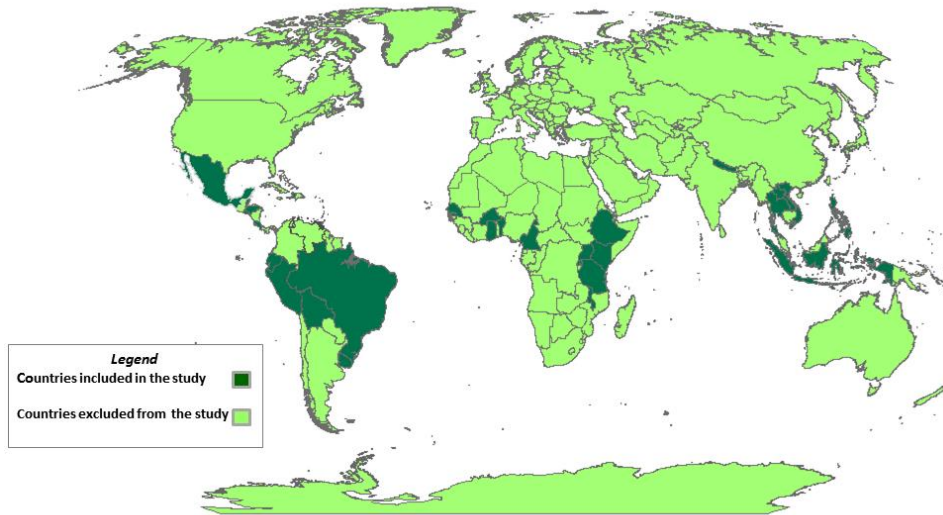 Legend
Countries included in the study
Countries excluded from the study